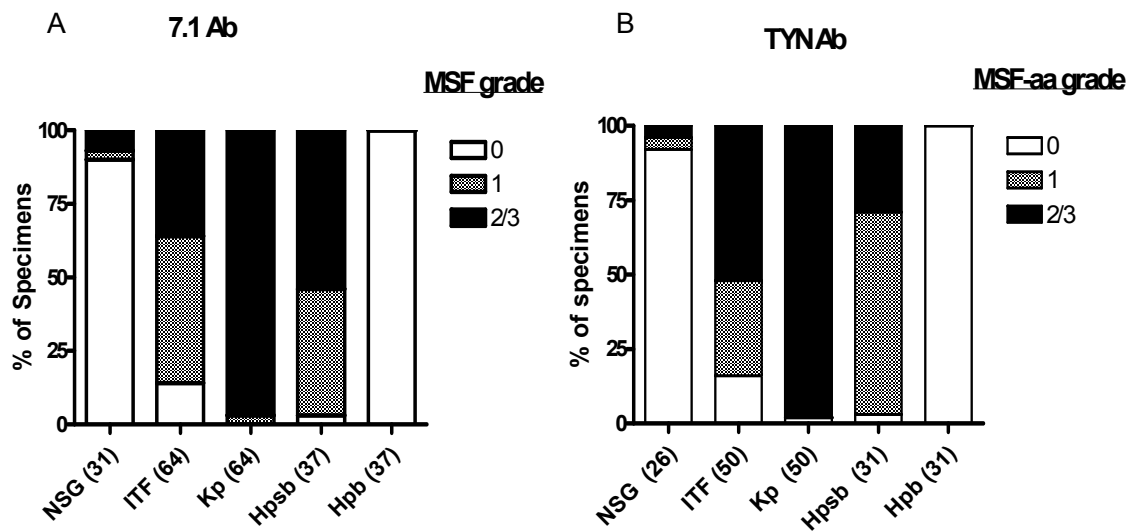 A
7.1 Ab
MSF grade
0
1
2/3
100
75
50
25
0
% of Specimens
NSG (31)
ITF (64)
Kp (64)
Hpsb (37)
Hpb (37)
B
TYN Ab
MSF-aa grade
0
1
2/3
100
75
50
25
0
% of specimens
NSG (26)
ITF (50)
Kp (50)
Hpsb (31)
Hpb (31)